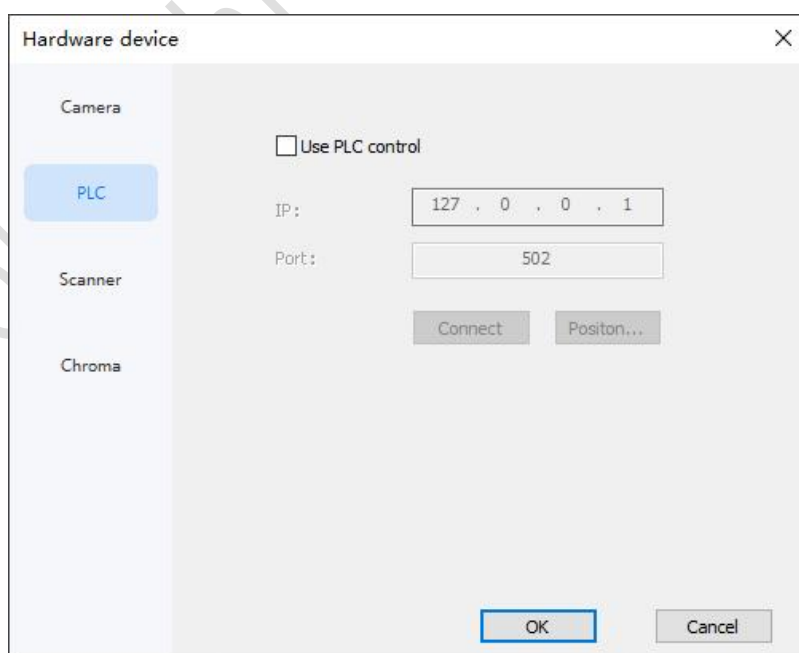 Hardware device
Camera
PLC
Scanner
Chroma
Use PLC control
IP: 127 . 0 . 0 . 1
Port: 502
Connect Positon...
OK Cancel